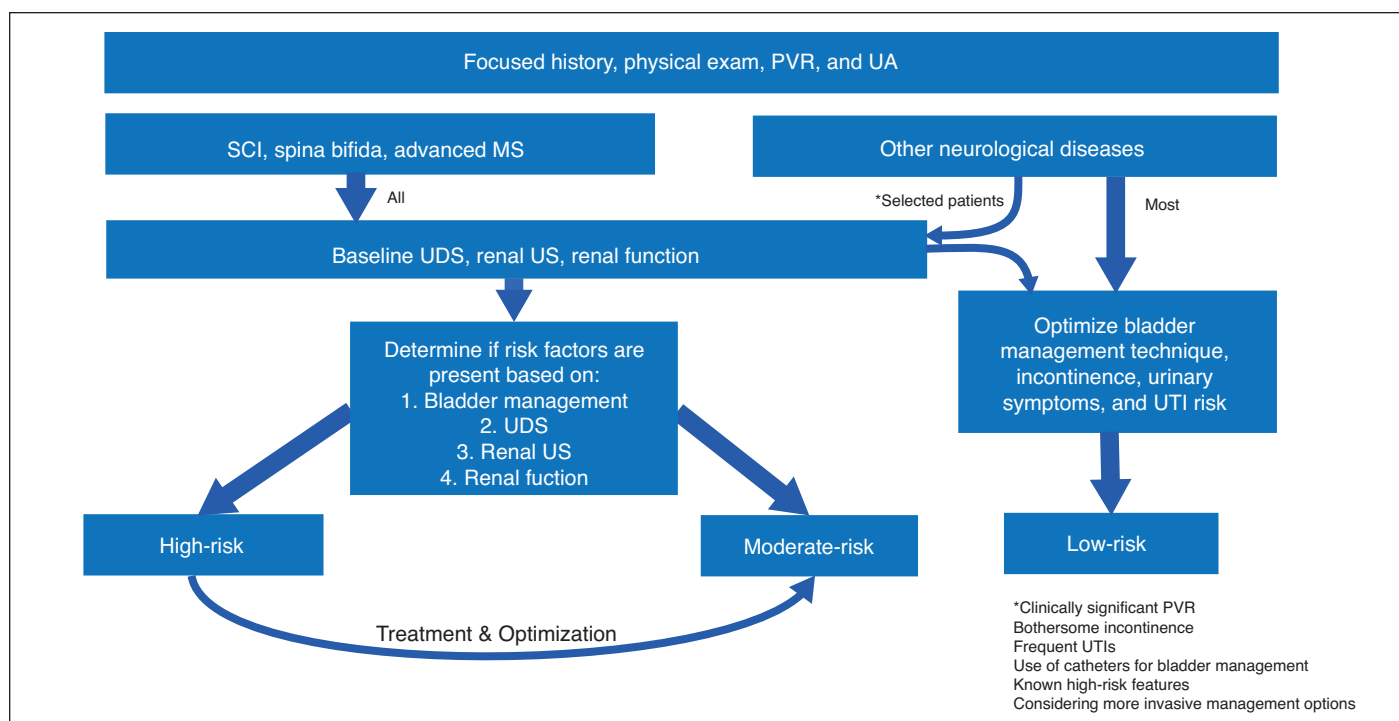 Focused history, physical exam, PVR, and UA
SCI, spina bifida, advanced MS
Other neurological diseases
All
*Selected patients
Most
Baseline UDS, renal US, renal function
Determine if risk factors are
present based on:
1. Bladder management
2. UDS
3. Renal US
4. Renal fuction
Optimize bladder
management technique,
incontinence, urinary
symptoms, and UTI risk
High-risk
Moderate-risk
Low-risk
Treatment & Optimization
*Clinically significant PVR
Bothersome incontinence
Frequent UTIs
Use of catheters for bladder management
Known high-risk features
Considering more invasive management options